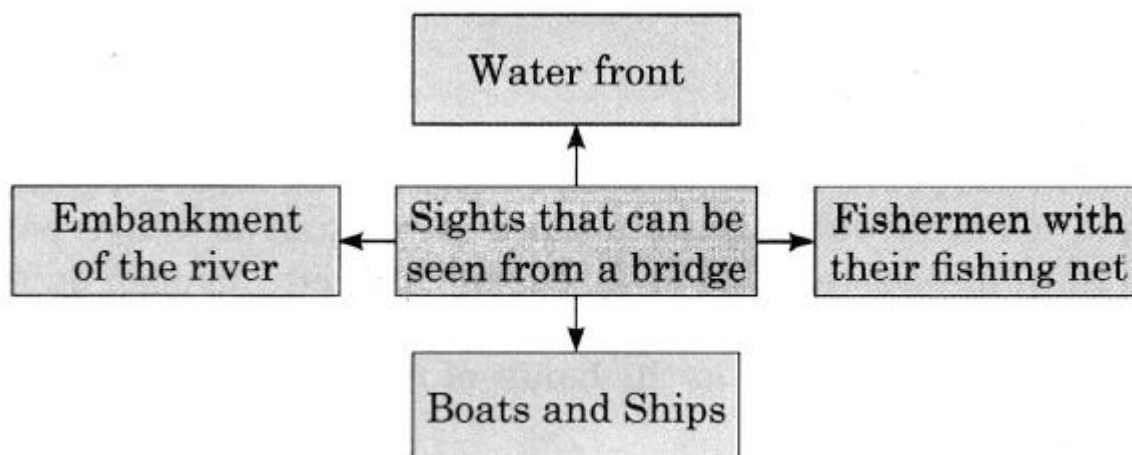 Water front
Embankment
of the river
Sights that can be
seen from a bridge
Fishermen with
their fishing net
Boats and Ships